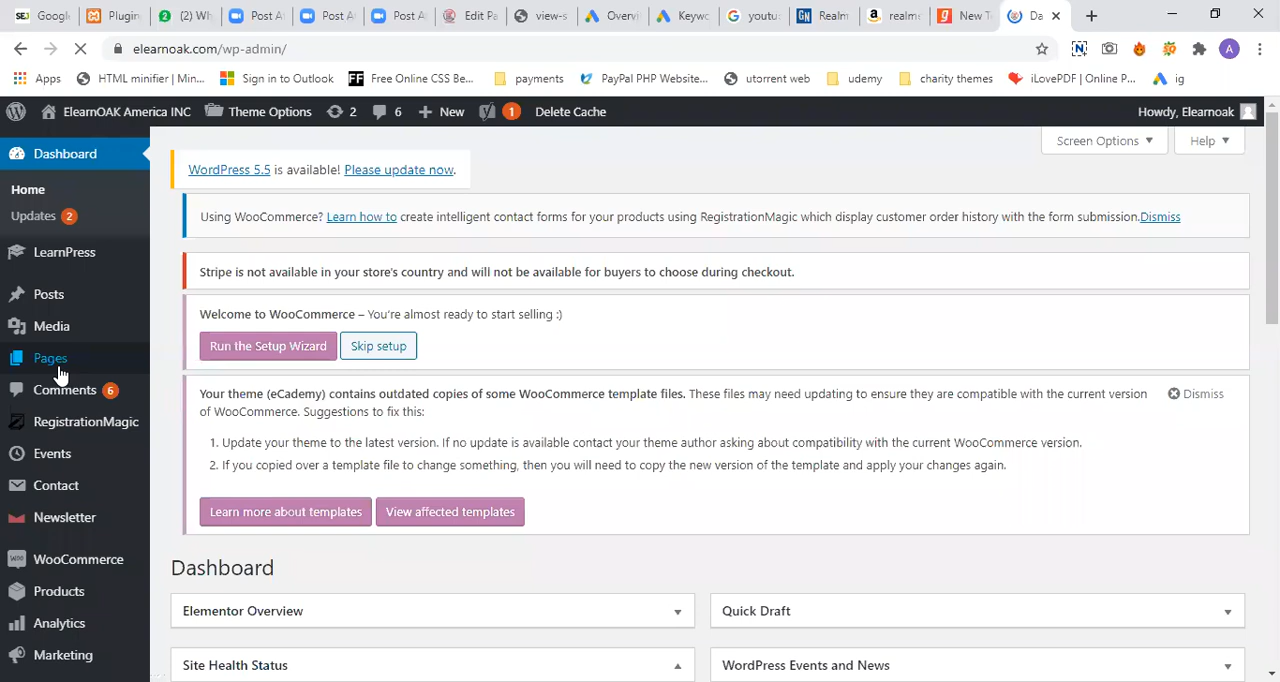 Googl
Plugin
(2) Wh
Post A
Post A
Post A
Edit Pa
view-s
Overvi
Keywo
youtu
Realm
realme
New T
Da
elearnoak.com/wp-admin/
A
Apps
HTML minifier | Min...
Sign in to Outlook
Free Online CSS Be...
payments
PayPal PHP Website...
utorrent web
udemy
charity themes
iLovePDF | Online P...
ig
ElearnOAK America INC
Theme Options
2
6
New
1
Delete Cache
Howdy, Elearnoak
Dashboard
Home
Updates 2
LearnPress
Posts
Media
Pages
Comments 6
RegistrationMagic
Events
Contact
Newsletter
WooCommerce
Products
Analytics
Marketing
Screen Options
Help
WordPress 5.5 is available! Please update now.
Using WooCommerce? Learn how to create intelligent contact forms for your products using RegistrationMagic which display customer order history with the form submission.Dismiss
Stripe is not available in your store's country and will not be available for buyers to choose during checkout.
Welcome to WooCommerce – You're almost ready to start selling :)
Run the Setup Wizard
Skip setup
Your theme (eCademy) contains outdated copies of some WooCommerce template files. These files may need updating to ensure they are compatible with the current version
of WooCommerce. Suggestions to fix this:
Dismiss
1. Update your theme to the latest version. If no update is available contact your theme author asking about compatibility with the current WooCommerce version.
2. If you copied over a template file to change something, then you will need to copy the new version of the template and apply your changes again.
Learn more about templates
View affected templates
Dashboard
Elementor Overview
Quick Draft
Site Health Status
WordPress Events and News